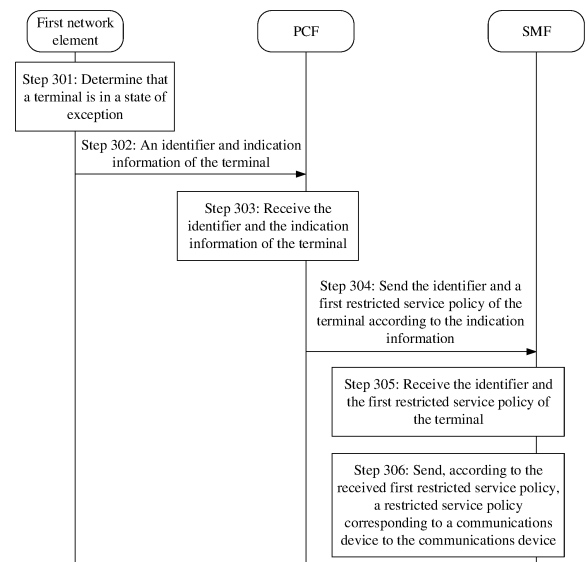 First network
element
PCF
SMF
Step 301: Determine that
a terminal is in a state of
exception
Step 302: An identifier and indication
information of the terminal
Step 303: Receive the
identifier and the indication
information of the terminal
Step 304: Send the identifier and a
first restricted service policy of the
terminal according to the indication
information
Step 305: Receive the identifier and
the first restricted service policy of
the terminal
Step 306: Send, according to the
received first restricted service policy,
a restricted service policy
corresponding to a communications
device to the communications device